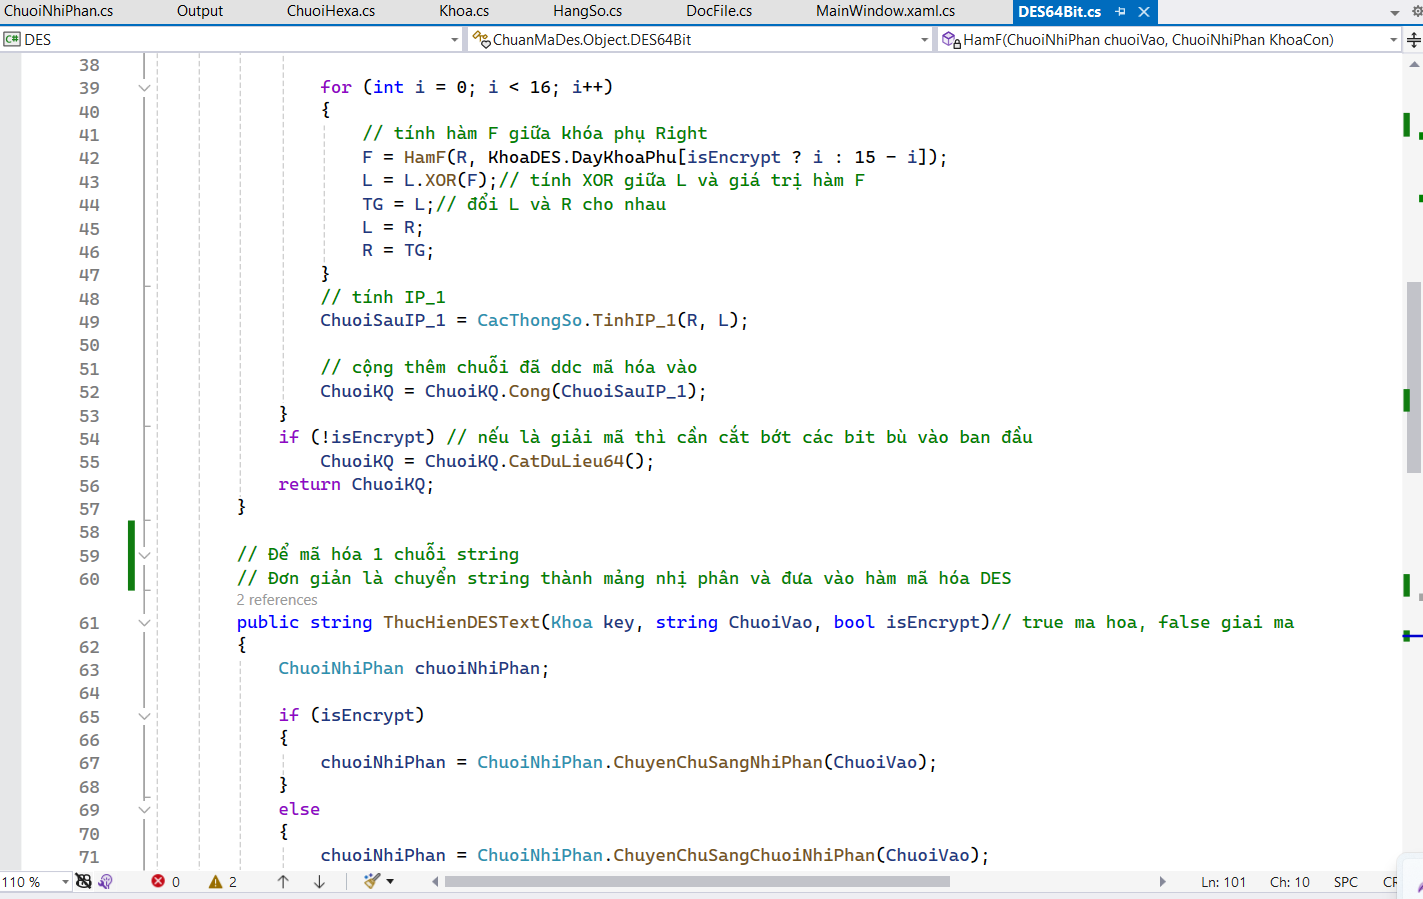 ChuoiNhiPhan.cs Output ChuoiHexa.cs Khoa.cs HangSo.cs DocFile.cs MainWindow.xaml.cs DES64Bit.cs
C# DES ChuanMaDes.Object.DES64Bit HamF(ChuoiNhiPhan chuoiVao, ChuoiNhiPhan KhoaCon)
38
39 for (int i = 0; i < 16; i++)
40 {
41 // tính hàm F giữa khóa phụ Right
42 F = HamF(R, KhoaDES.DayKhoaPhu[isEncrypt ? i : 15 - i]);
43 L = L.XOR(F);// tính XOR giữa L và giá trị hàm F
44 TG = L;// đổi L và R cho nhau
45 L = R;
46 R = TG;
47 }
48 // tính IP_1
49 ChuoiSauIP_1 = CacThongSo.TinhIP_1(R, L);
50
51 // cộng thêm chuỗi đã ddc mã hóa vào
52 ChuoiKQ = ChuoiKQ.Cong(ChuoiSauIP_1);
53 }
54 if (!isEncrypt) // nếu là giải mã thì cần cắt bớt các bit bù vào ban đầu
55 ChuoiKQ = ChuoiKQ.CatDuLieu64();
56 return ChuoiKQ;
57 }
58
59 // Để mã hóa 1 chuỗi string
60 // Đơn giản là chuyển string thành mảng nhị phân và đưa vào hàm mã hóa DES
2 references
61 public string ThucHienDESText(Khoa key, string ChuoiVao, bool isEncrypt)// true ma hoa, false giai ma
62 {
63 ChuoiNhiPhan chuoiNhiPhan;
64
65 if (isEncrypt)
66 {
67 chuoiNhiPhan = ChuoiNhiPhan.ChuyenChuSangNhiPhan(ChuoiVao);
68 }
69 else
70 {
71 chuoiNhiPhan = ChuoiNhiPhan.ChuyenChuSangChuoiNhiPhan(ChuoiVao);
110 % 0 2 Ln: 101 Ch: 10 SPC